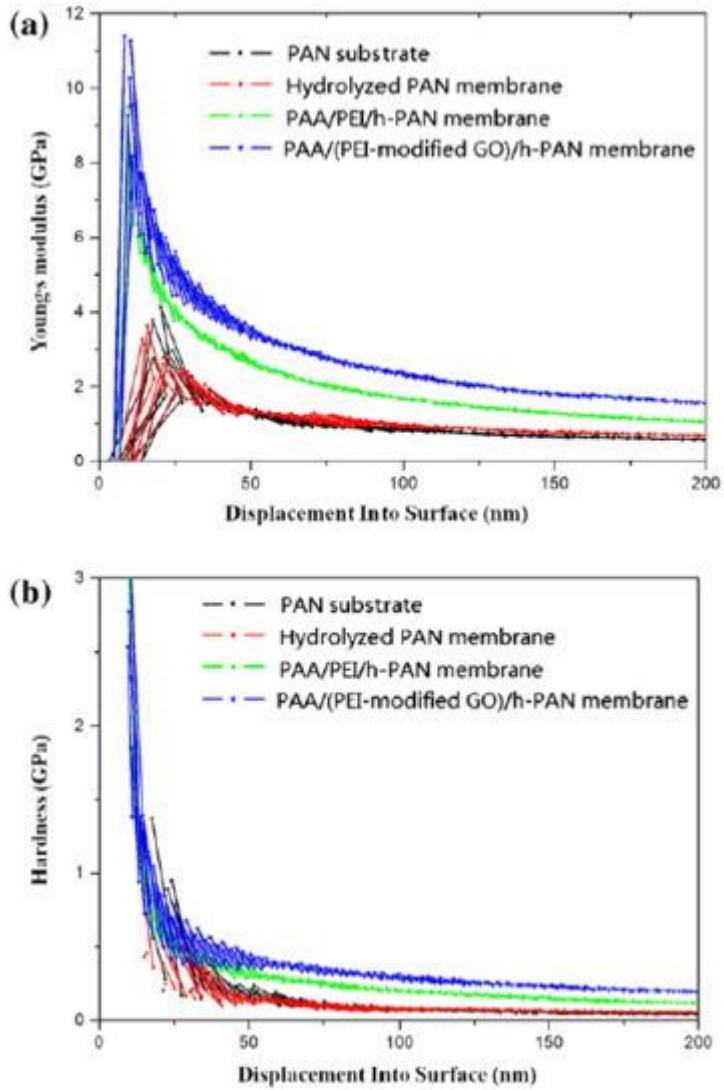 (a)
12
10
8
6
4
2
0
Youngs modulus (GPa)
PAN substrate
Hydrolyzed PAN membrane
PAA/PEI/h-PAN membrane
PAA/(PEI-modified GO)/h-PAN membrane
0 50 100 150 200
Displacement Into Surface (nm)
(b)
3
2
1
0
Hardness (GPa)
PAN substrate
Hydrolyzed PAN membrane
PAA/PEI/h-PAN membrane
PAA/(PEI-modified GO)/h-PAN membrane
0 50 100 150 200
Displacement Into Surface (nm)